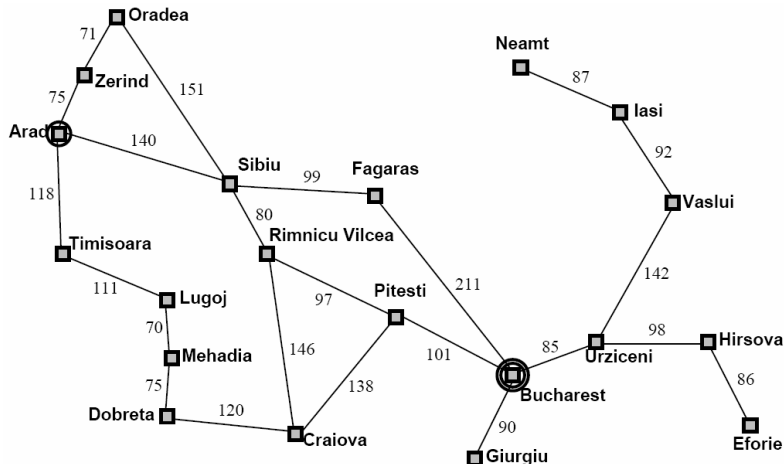 Oradea
71
Neamt
Zerind
87
151
75
Iasi
Arad
140
92
Sibiu
Fagaras
99
118
Vaslui
80
Timisoara
Rimnicu Vilcea
142
111
Pitesti
211
Lugoj
97
70
98
Hirsova
85
Mehadia
146
101
Urziceni
86
75
138
Bucharest
Dobreta
120
90
Craiova
Eforie
Giurgiu